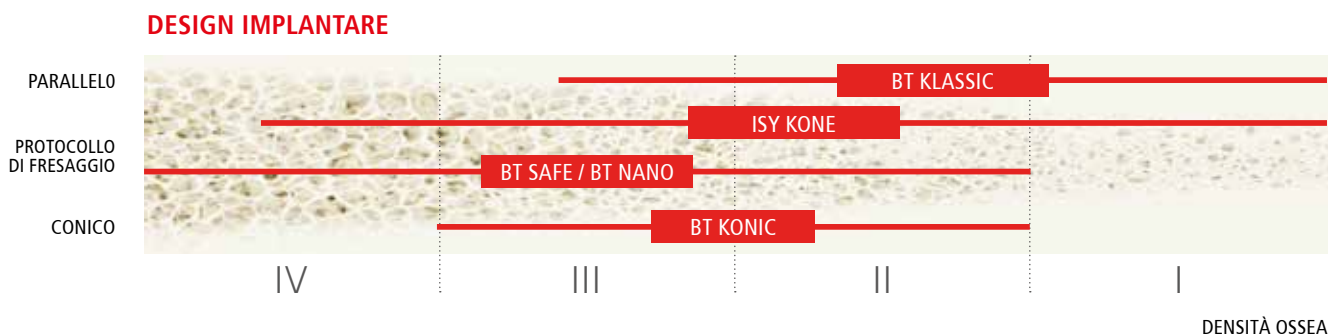 DESIGN IMPLANTARE
PARALLEL0
BT KLASSIC
ISY KONE
PROTOCOLLO
DI FRESAGGIO
BT SAFE / BT NANO
CONICO
BT KONIC
IV
III
II
I
DENSITÀ OSSEA